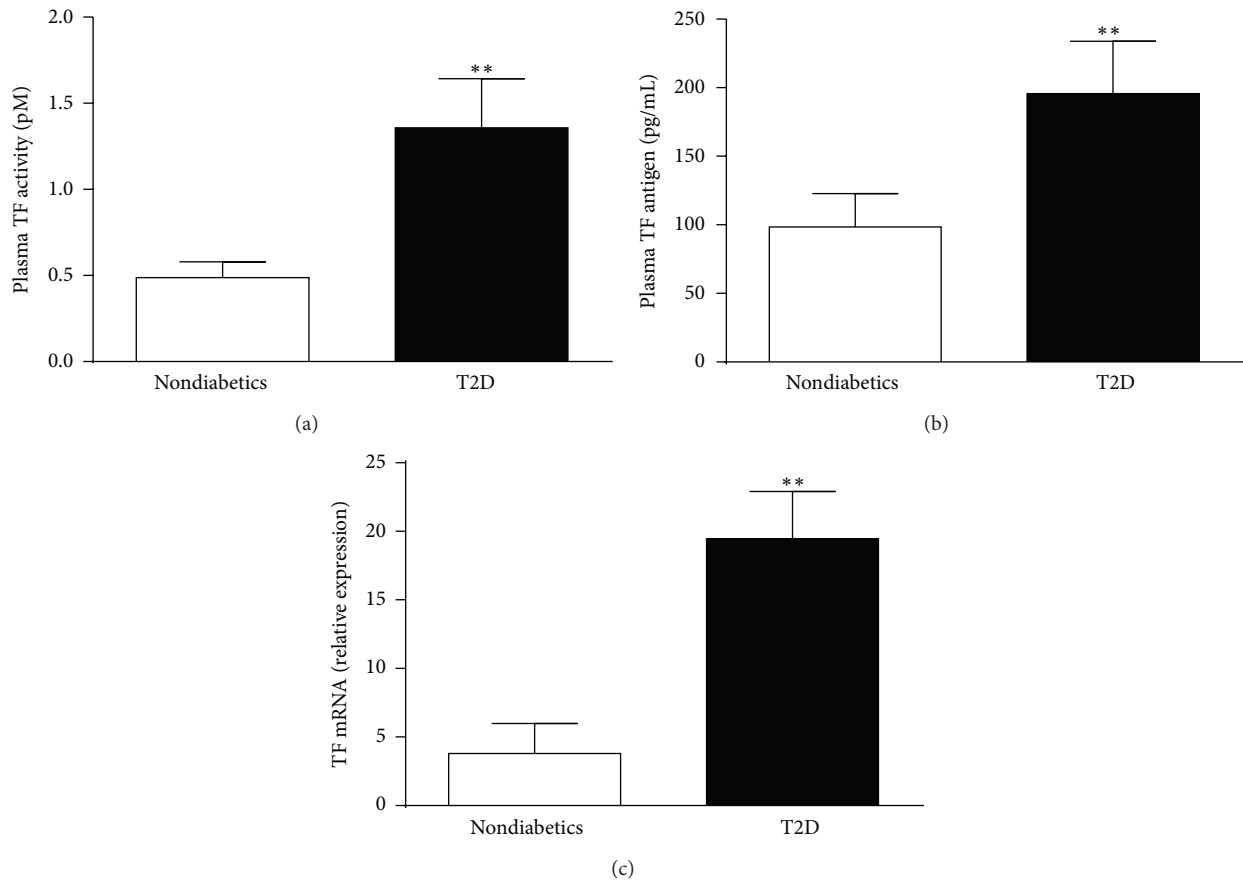 Plasma TF activity (pM)
2.0
1.5
1.0
0.5
0.0
**
Nondiabetics
T2D
(a)
Plasma TF antigen (pg/mL)
250
200
150
100
50
0
**
Nondiabetics
T2D
(b)
TF mRNA (relative expression)
25
20
15
10
5
0
**
Nondiabetics
T2D
(c)